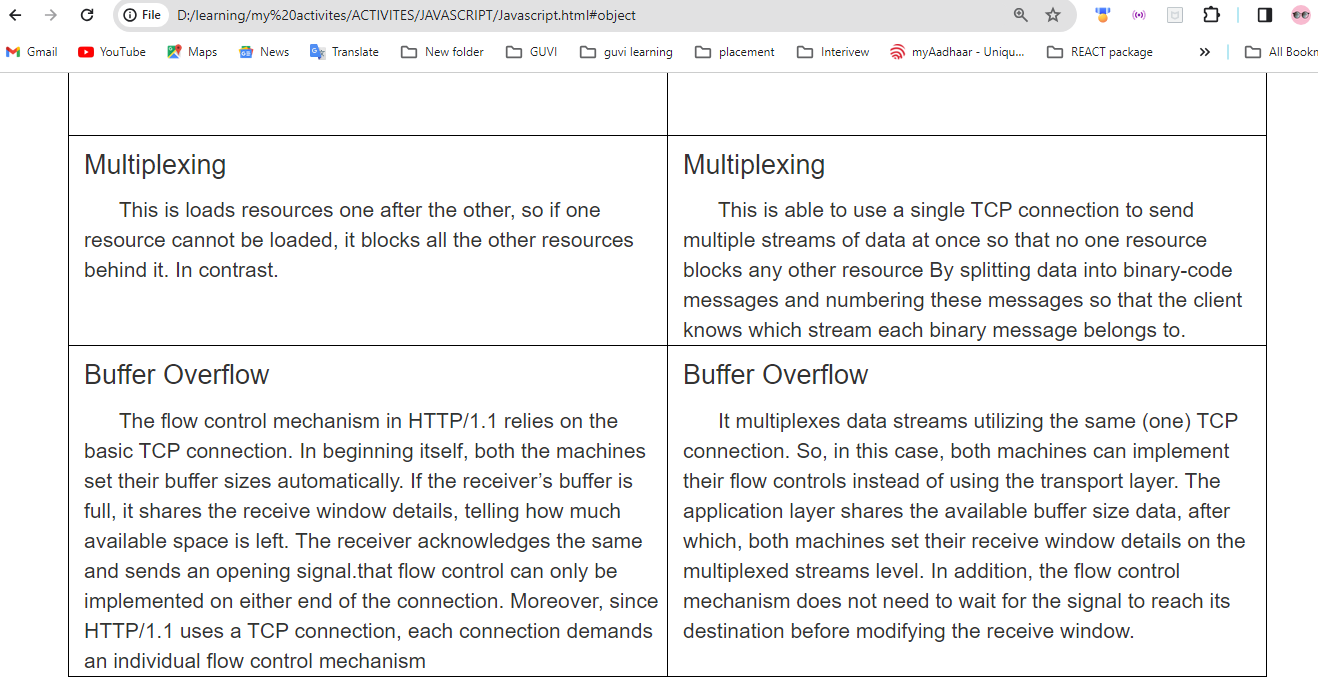 File D:/learning/my%20activites/ACTIVITES/JAVASCRIPT/Javascript.html#object
Gmail YouTube Maps News Translate New folder GUVI guvi learning placement Interivew myAadhaar - Uniqu... REACT package » All Bookn
Multiplexing
This is loads resources one after the other, so if one
resource cannot be loaded, it blocks all the other resources
behind it. In contrast.
Multiplexing
This is able to use a single TCP connection to send
multiple streams of data at once so that no one resource
blocks any other resource By splitting data into binary-code
messages and numbering these messages so that the client
knows which stream each binary message belongs to.
Buffer Overflow
The flow control mechanism in HTTP/1.1 relies on the
basic TCP connection. In beginning itself, both the machines
set their buffer sizes automatically. If the receiver’s buffer is
full, it shares the receive window details, telling how much
available space is left. The receiver acknowledges the same
and sends an opening signal.that flow control can only be
implemented on either end of the connection. Moreover, since
HTTP/1.1 uses a TCP connection, each connection demands
an individual flow control mechanism
Buffer Overflow
It multiplexes data streams utilizing the same (one) TCP
connection. So, in this case, both machines can implement
their flow controls instead of using the transport layer. The
application layer shares the available buffer size data, after
which, both machines set their receive window details on the
multiplexed streams level. In addition, the flow control
mechanism does not need to wait for the signal to reach its
destination before modifying the receive window.